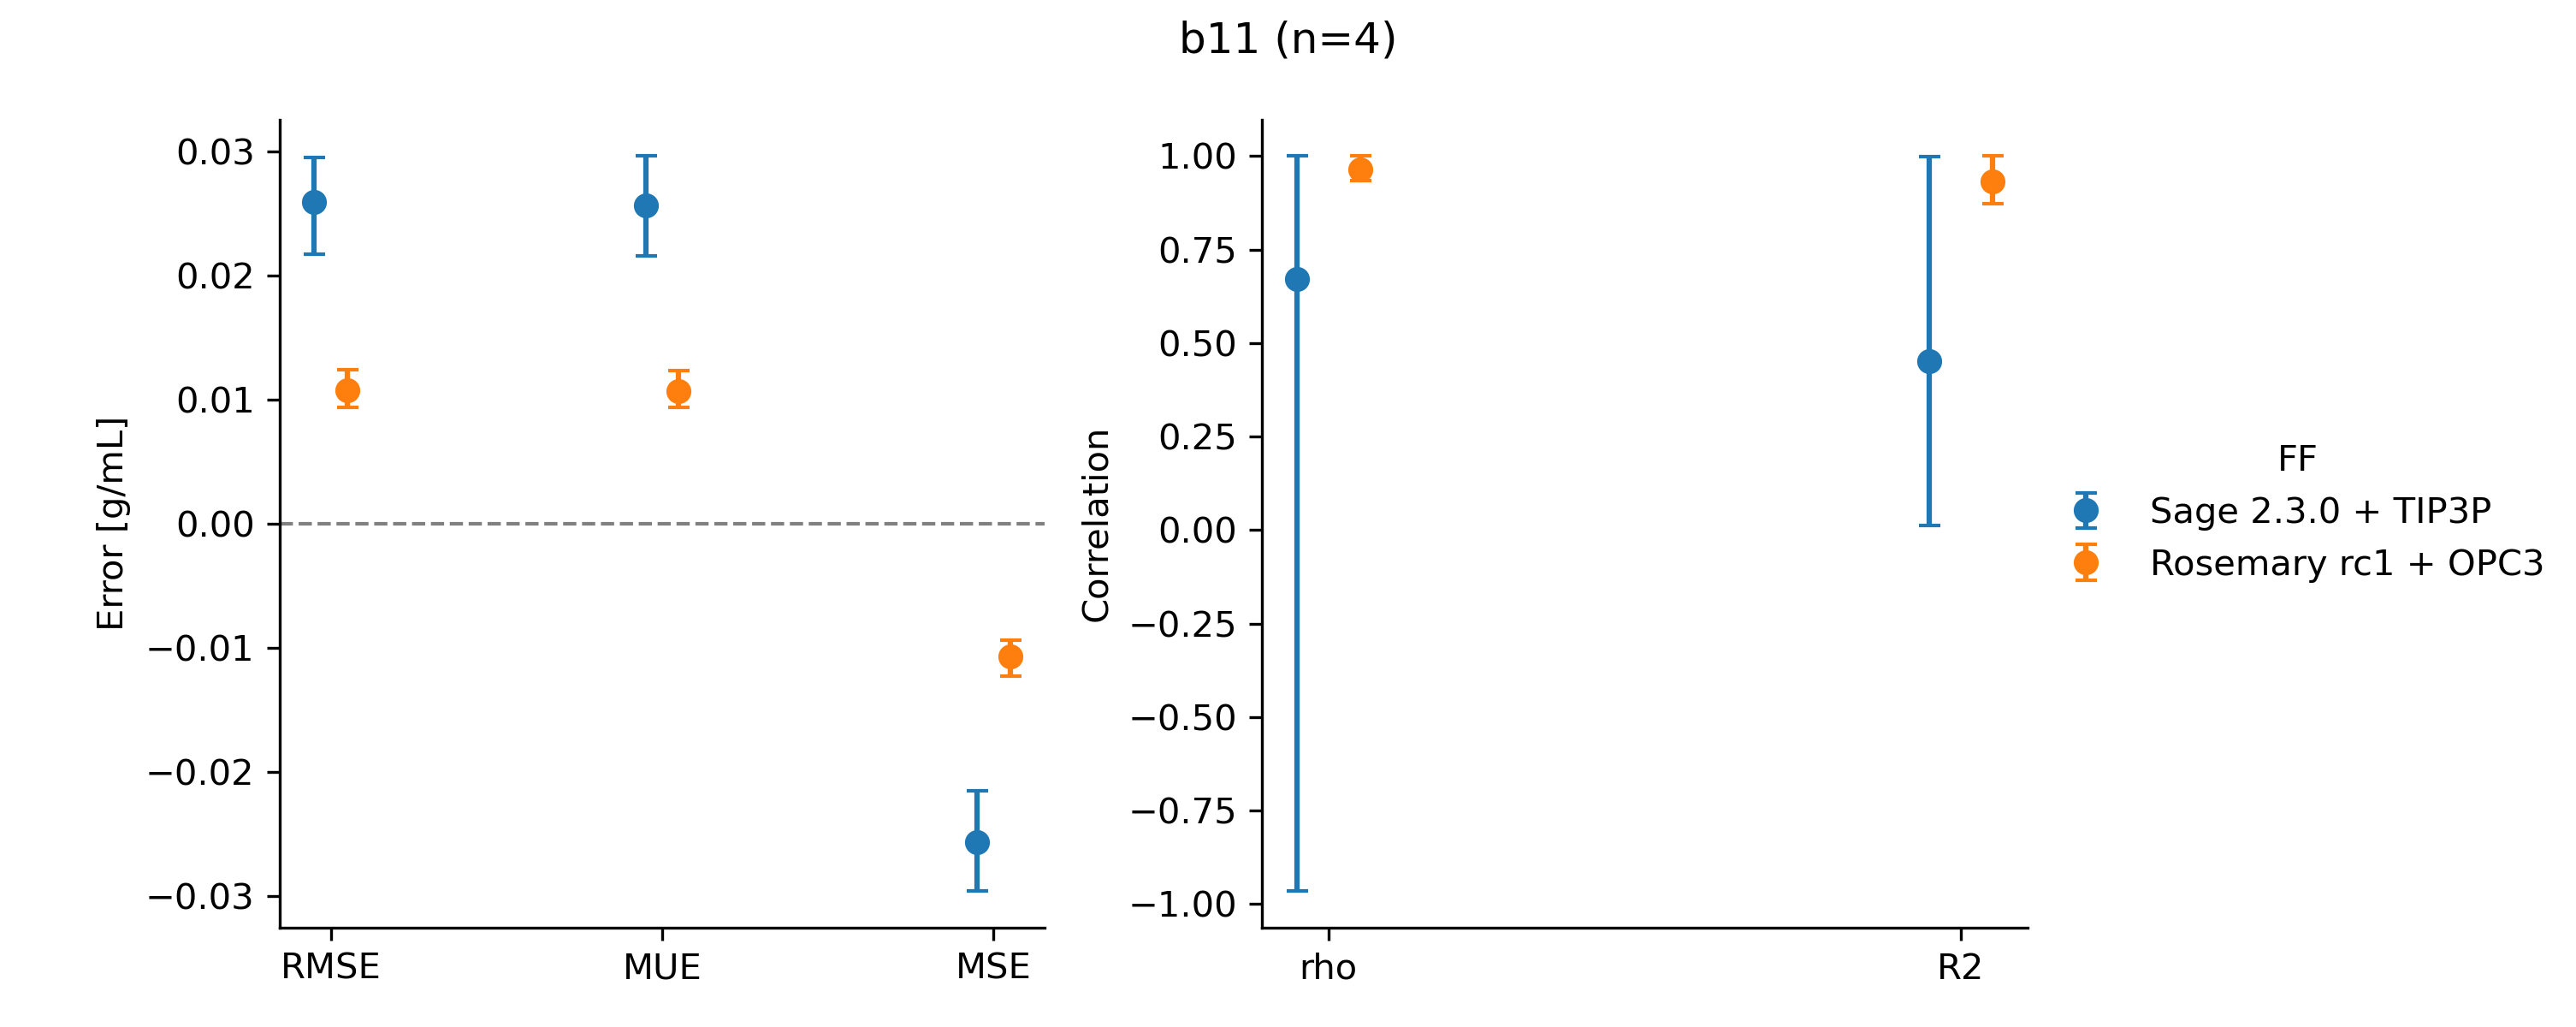 b11 (n=4)
Error [g/mL]
0.03
0.02
0.01
0.00
−0.01
−0.02
−0.03
RMSE
MUE
MSE
Correlation
1.00
0.75
0.50
0.25
0.00
−0.25
−0.50
−0.75
−1.00
rho
R2
FF
Sage 2.3.0 + TIP3P
Rosemary rc1 + OPC3